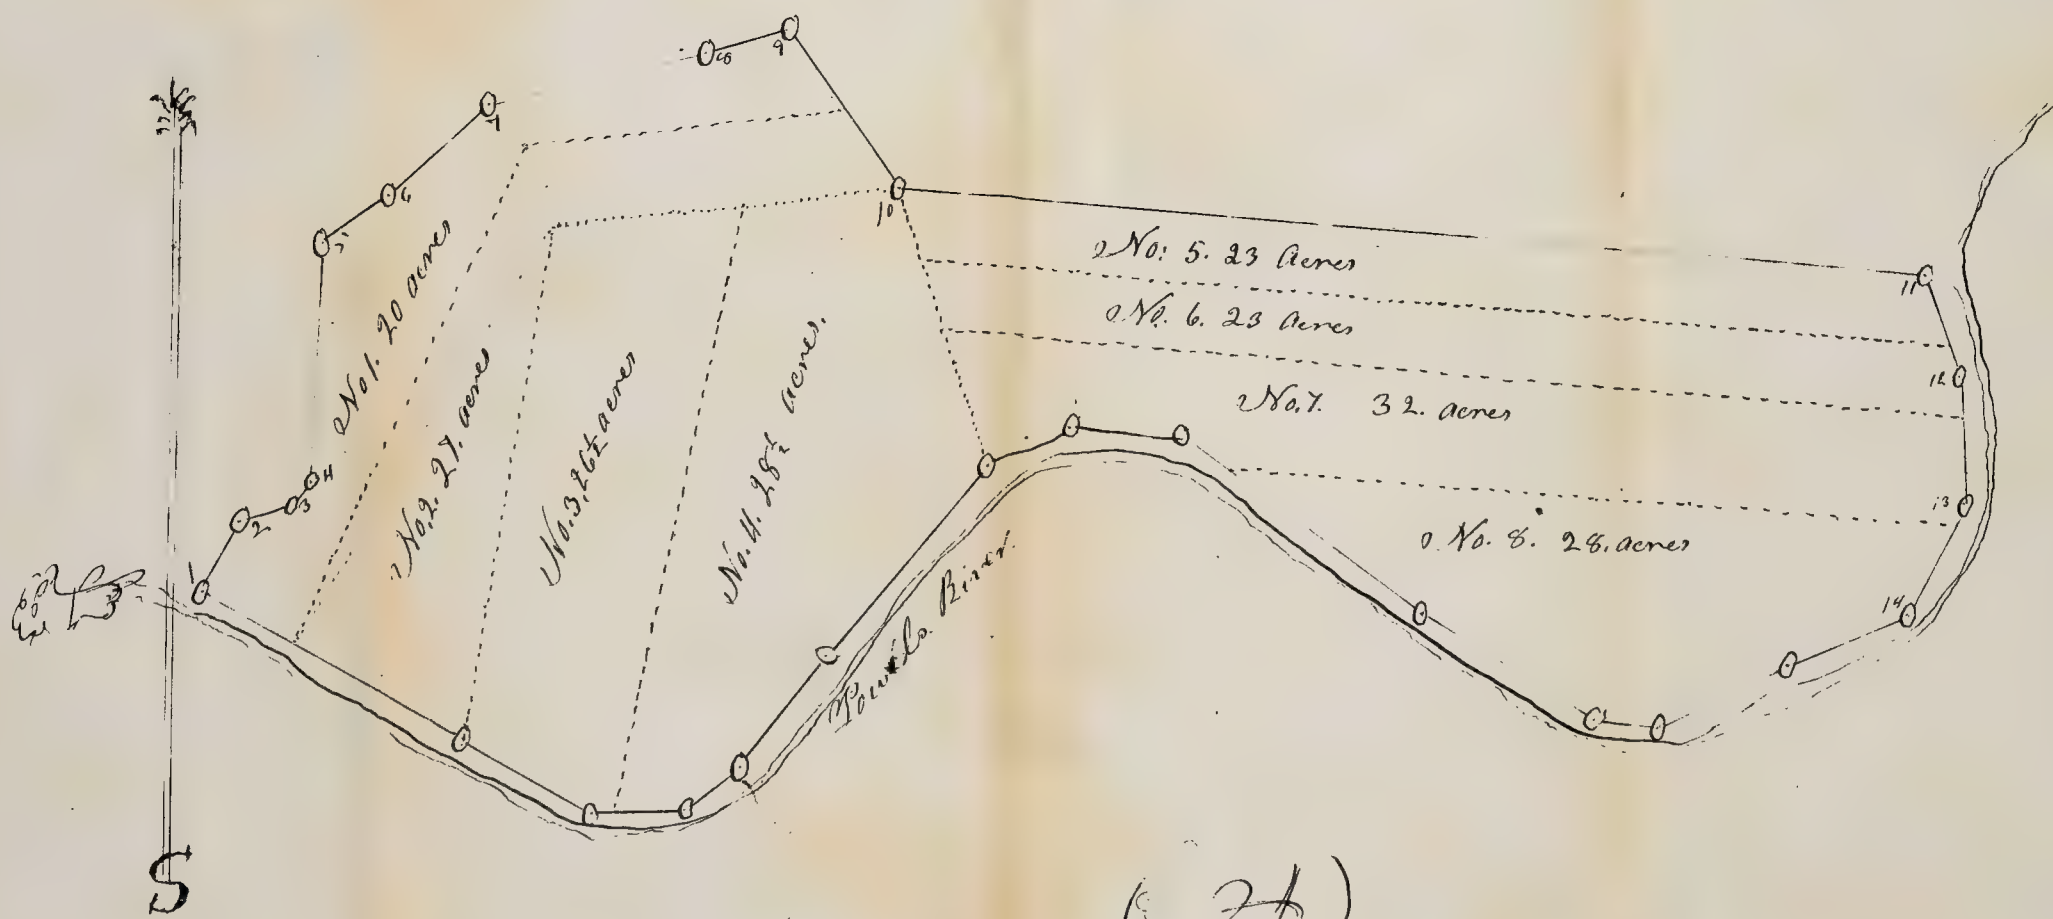 8 9
7
6
5
10
No: 5. 23 Acres
11
No. 6. 23 Acres
12
No. 7. 32. acres
13
No. 8. 28. acres
14
No 1. 20 acres
No. 2. 27. acres
No. 3, 26½ acres
No. 4. 28½ acres.
4
3
2
1
Powels River.
S